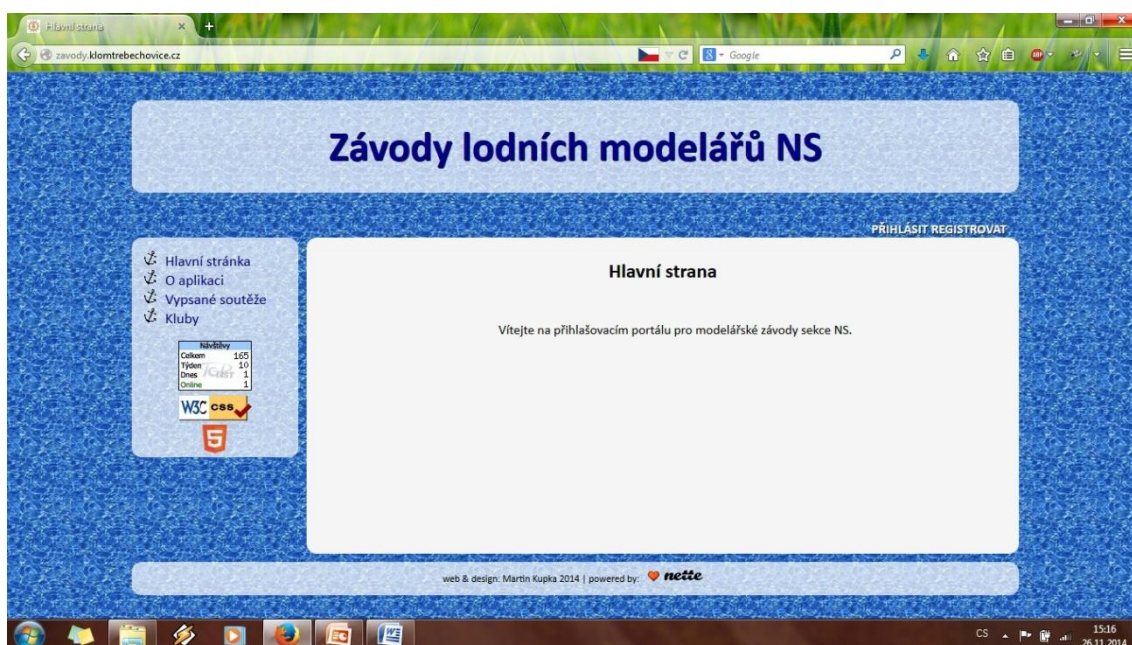 Hlavní strana
zavody.klomtrebechovice.cz
Google
Závody lodních modelářů NS
PŘIHLÁSIT REGISTROVAT
Hlavní stránka
O aplikaci
Vypsané soutěže
Kluby
Návštěvy
Celkem 165
Týden 10
Dnes 1
Online 1
W3C css
5
Hlavní strana
Vítejte na přihlašovacím portálu pro modelářské závody sekce NS.
web & design: Martin Kupka 2014 | powered by: nette
CS
15:16
26.11.2014